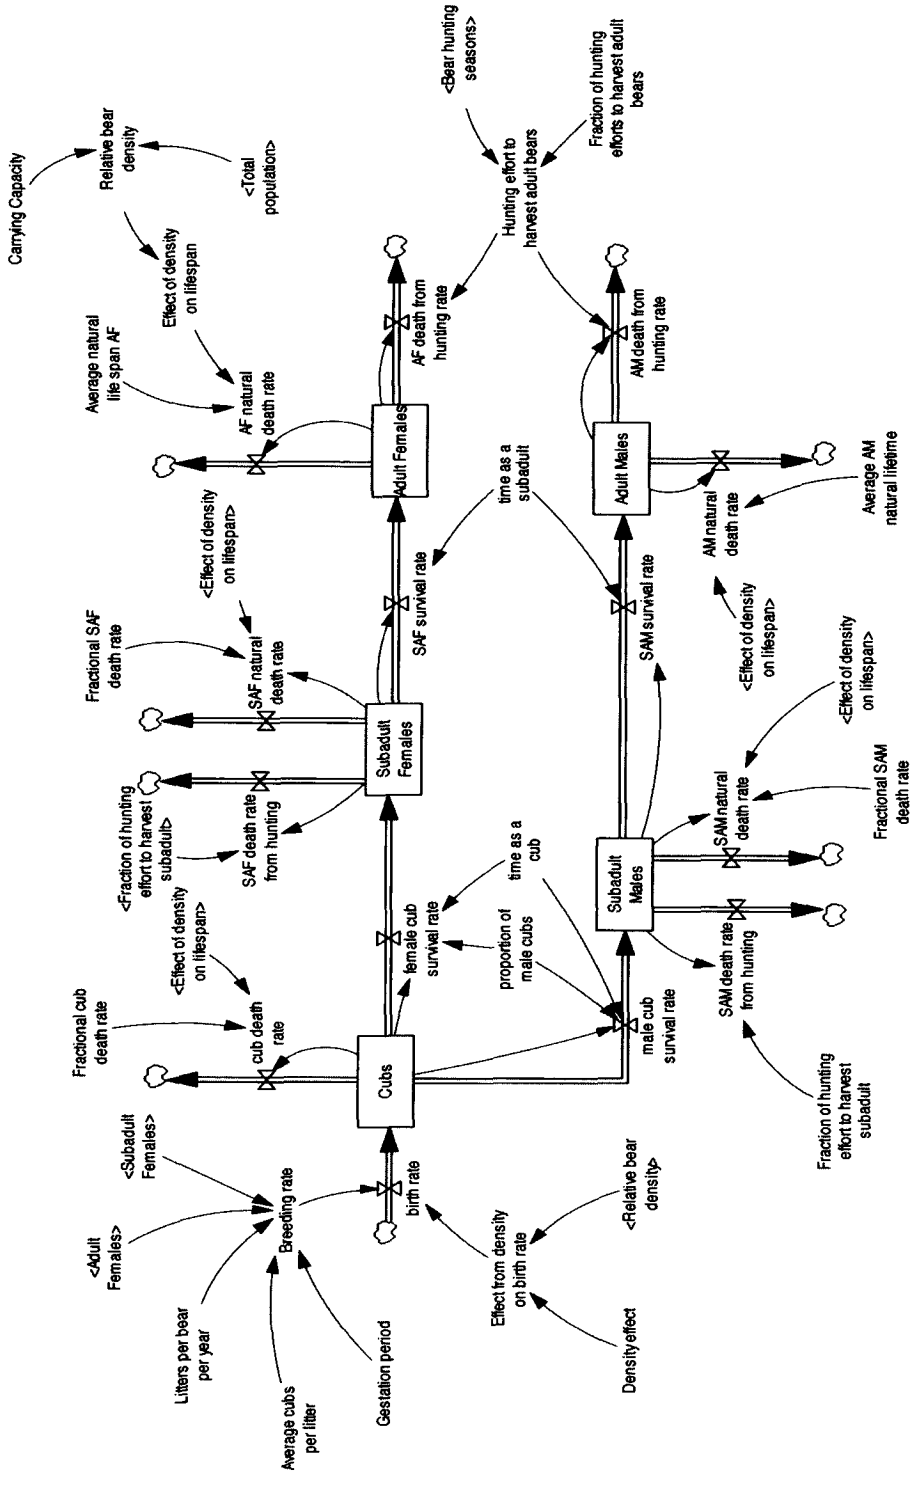 Carrying Capacity
Relative bear
density
<Total
population>
Average natural
life span AF
Effect of density
on lifespan
AF natural
death rate
<Bear hunting
seasons>
Fraction of hunting
efforts to harvest adult
bears
Hunting effort to
harvest adult bears
AF death from
hunting rate
Adult Females
AM death from
hunting rate
Adult Males
AM natural
death rate
Average AM
natural lifetime
<Effect of density
on lifespan>
time as a
subadult
SAF survival rate
SAM survival rate
Fractional SAF
death rate
<Effect of density
on lifespan>
SAF natural
death rate
Subadult
Females
<Fraction of hunting
effort to harvest
subadult>
SAF death rate
from hunting
<Effect of density
on lifespan>
Fractional SAM
death rate
SAM natural
death rate
Subadult
Males
SAM death rate
from hunting
Fraction of hunting
effort to harvest
subadult
time as a
cub
proportion of
male cubs
female cub
survival rate
male cub
survival rate
Fractional cub
death rate
<Effect of density
on lifespan>
cub death
rate
Cubs
birth rate
<Subadult
Females>
<Adult
Females>
Breeding rate
Litters per bear
per year
Average cubs
per litter
Gestation period
Effect from density
on birth rate
<Relative bear
density>
Density effect